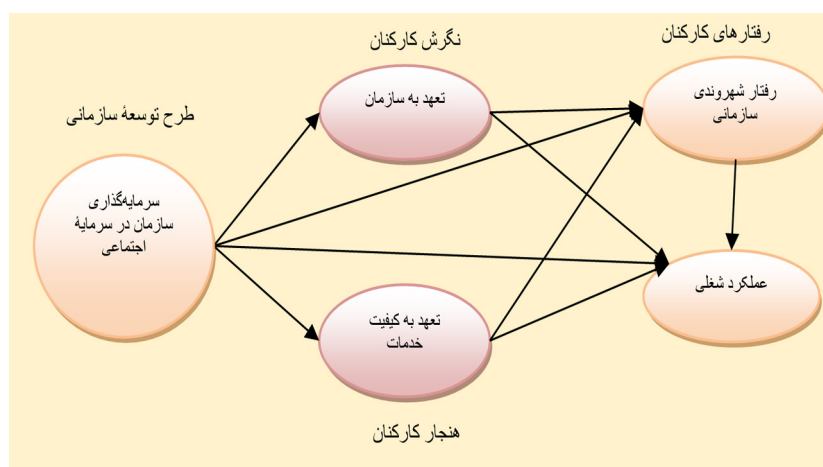 رفتارهای کارکنان
نگرش کارکنان
رفتار شهروندی
سازمانی
تعهد به سازمان
طرح توسعهٔ سازمانی
سرمایه‌گذاری
سازمان در سرمایهٔ
اجتماعی
عملکرد شغلی
تعهد به کیفیت
خدمات
هنجار کارکنان